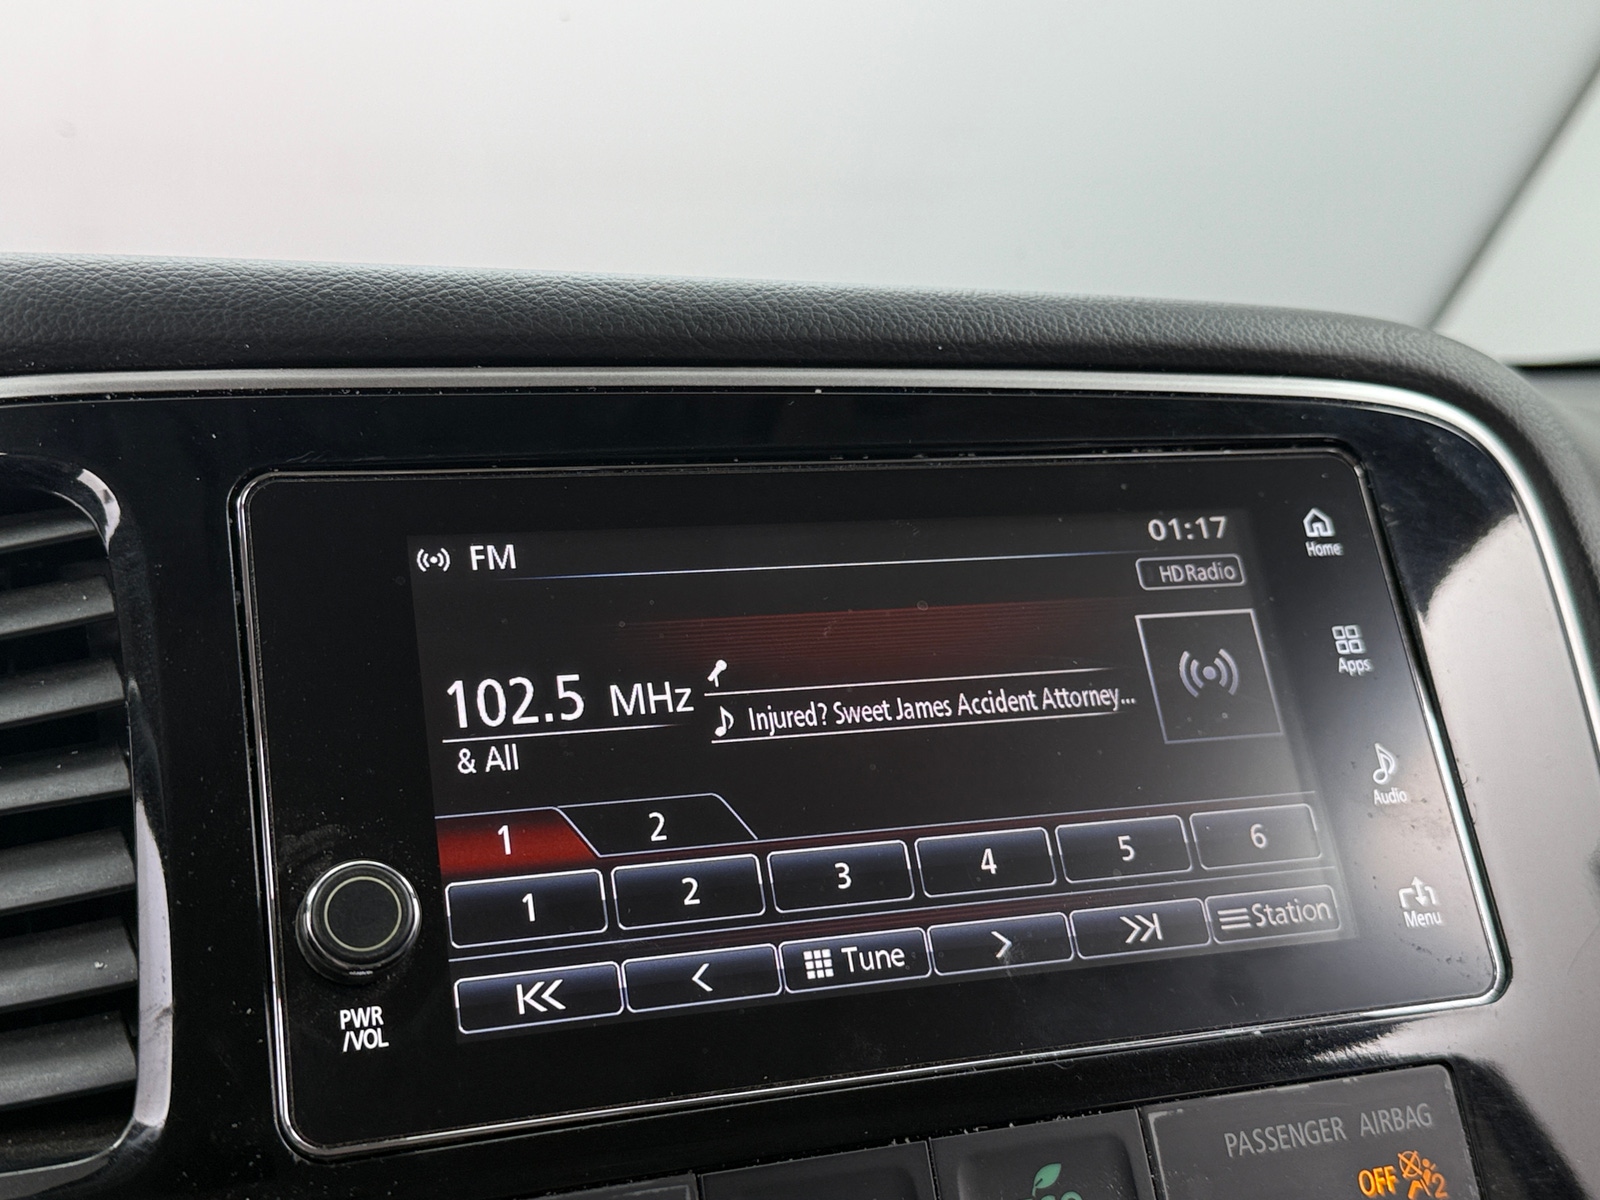 FM
01:17
HD Radio
Home
102.5 MHz
Injured? Sweet James Accident Attorney...
& All
Apps
Audio
1 2
1 2 3 4 5 6
Tune
Station
Menu
PWR
/VOL
PASSENGER AIRBAG
OFF 2